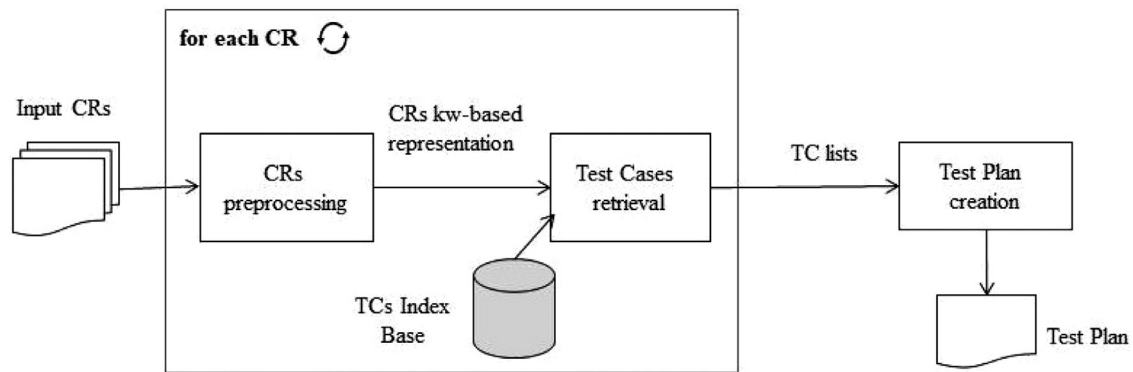 for each CR
Input CRs
CRs kw-based
representation
CRs
preprocessing
Test Cases
retrieval
TC lists
Test Plan
creation
TCs Index
Base
Test Plan